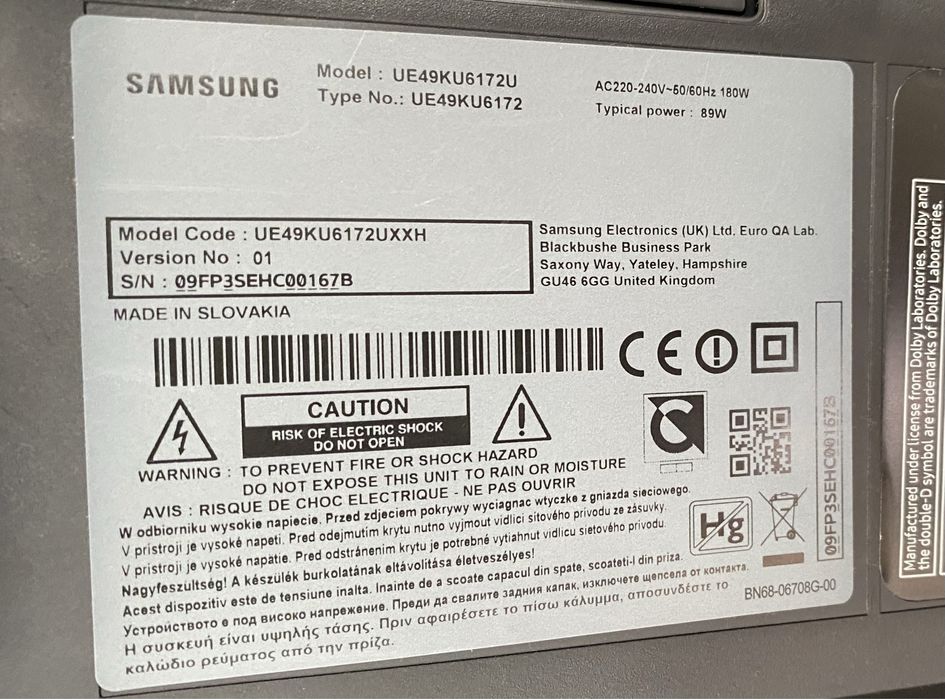 SAMSUNG
Model : UE49KU6172U
Type No.: UE49KU6172
AC220-240V~50/60Hz 180W
Typical power : 89W
Model Code : UE49KU6172UXXH
Version No : 01
S/N : 09FP3SEHC00167B
Samsung Electronics (UK) Ltd. Euro QA Lab.
Blackbushe Business Park
Saxony Way, Yateley, Hampshire
GU46 6GG United Kingdom
MADE IN SLOVAKIA
CE
CAUTION
RISK OF ELECTRIC SHOCK
DO NOT OPEN
WARNING : TO PREVENT FIRE OR SHOCK HAZARD
DO NOT EXPOSE THIS UNIT TO RAIN OR MOISTURE
AVIS : RISQUE DE CHOC ELECTRIQUE - NE PAS OUVRIR
W odbiorniku wysokie napiecie. Przed zdjeciem pokrywy wyciagnac wtyczke z gniazda sieciowego.
V pristroji je vysoké napeti. Pred odejmutím krytu nutno vyjmout vidlici sitového privodu ze zásuvky.
V pristroji je vysoké napätie. Pred odstránením krytu je potrebné vytiahnut vidlicu sietového privodu.
Nagyfeszultség! A készülék burkolatának eltávolitása életveszélyes!
Acest dispozitiv este de tensiune inalta. Inainte de a scoate capacul din spate, scoateti-l din priza.
Устройството е под високо напрежение. Преди да свалите задния капак, изключете щепсела от контакта.
Η συσκευή είναι υψηλής τάσης. Πριν αφαιρέσετε το πίσω κάλυμμα, αποσυνδέστε το
καλώδιο ρεύματος από την πρίζα.
Hg
BN68-06708G-00
09FP3SEHC00167B
Manufactured under license from Dolby Laboratories. Dolby and
the double-D symbol are trademarks of Dolby Laboratories.